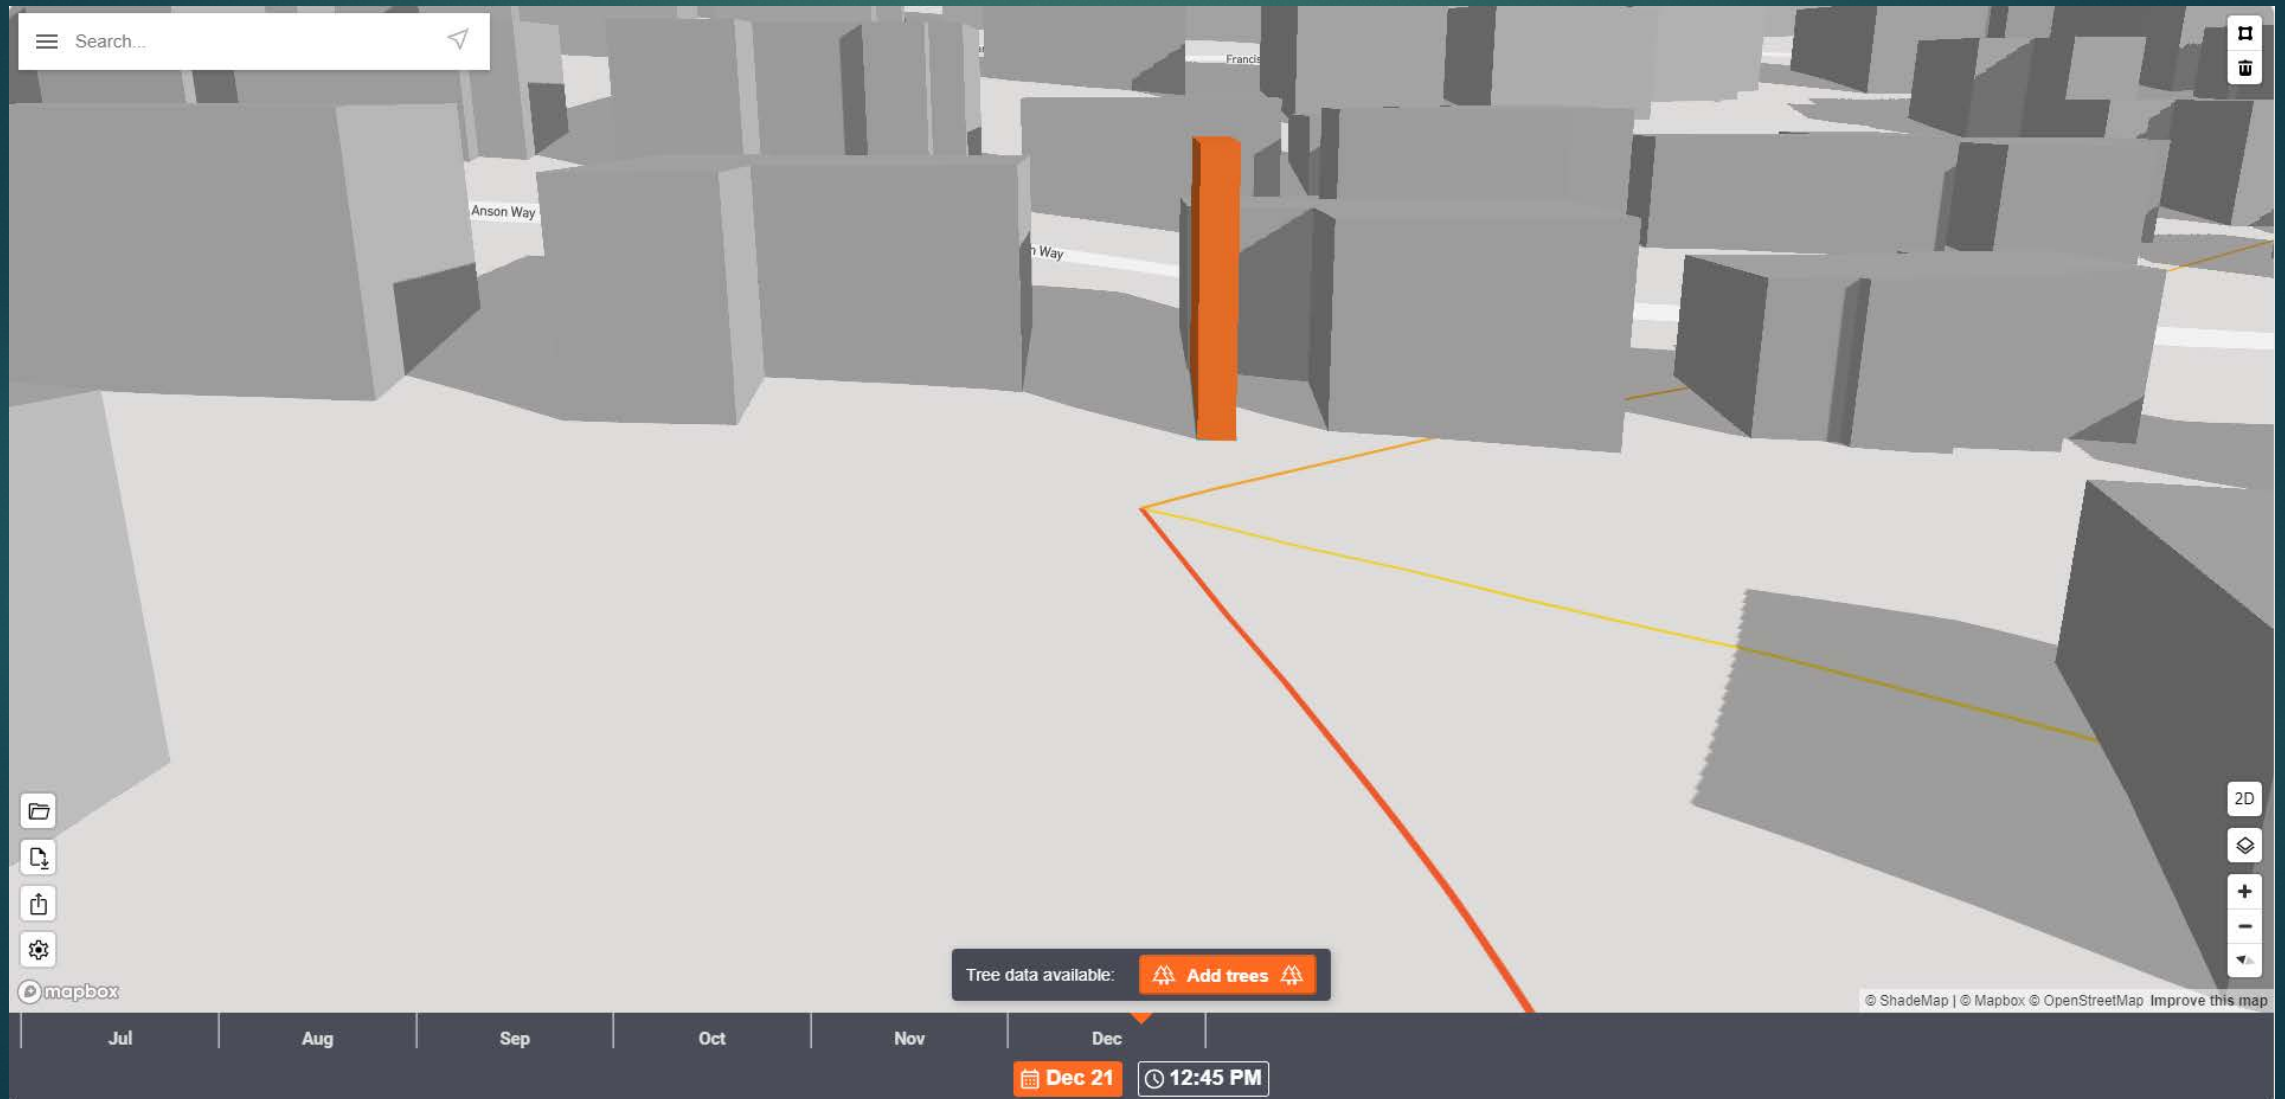 Search...
Francis
Anson Way
n Way
2D
Tree data available:
Add trees
mapbox
© ShadeMap | © Mapbox © OpenStreetMap Improve this map
Jul Aug Sep Oct Nov Dec
Dec 21 12:45 PM